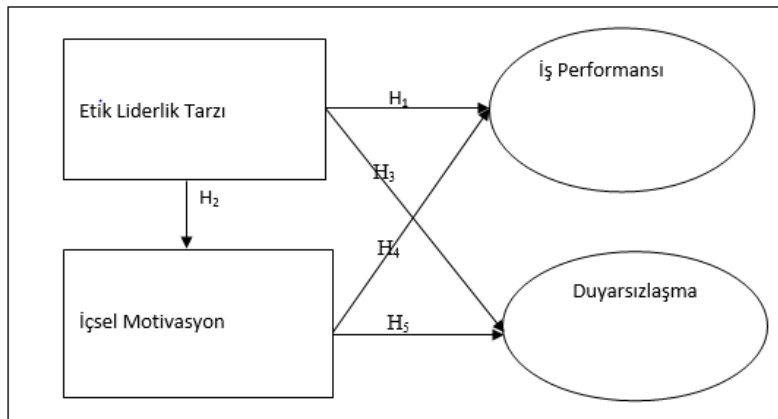 İş Performansı
Etik Liderlik Tarzı
H₁
H₃
H₂
H₄
İçsel Motivasyon
Duyarsızlaşma
H₅